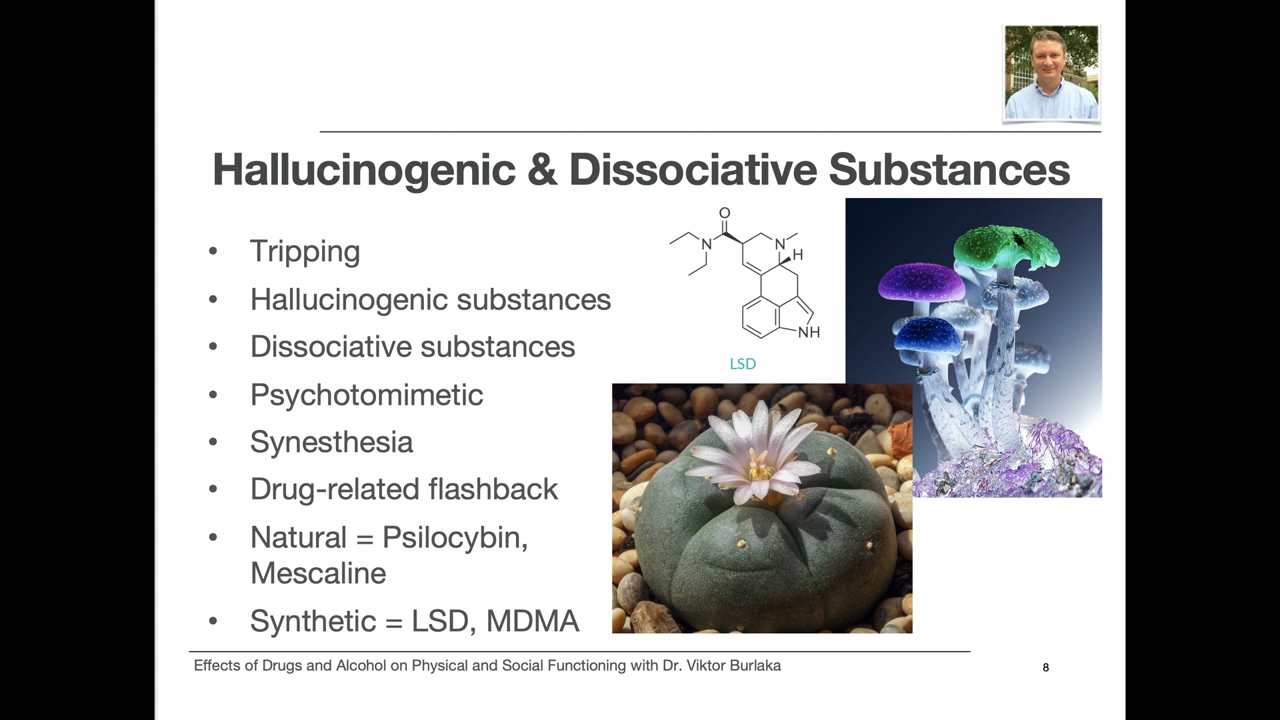 Hallucinogenic & Dissociative Substances
• Tripping
• Hallucinogenic substances
• Dissociative substances
• Psychotomimetic
• Synesthesia
• Drug-related flashback
• Natural = Psilocybin,
Mescaline
• Synthetic = LSD, MDMA
O
N
N
H
NH
LSD
Effects of Drugs and Alcohol on Physical and Social Functioning with Dr. Viktor Burlaka
8